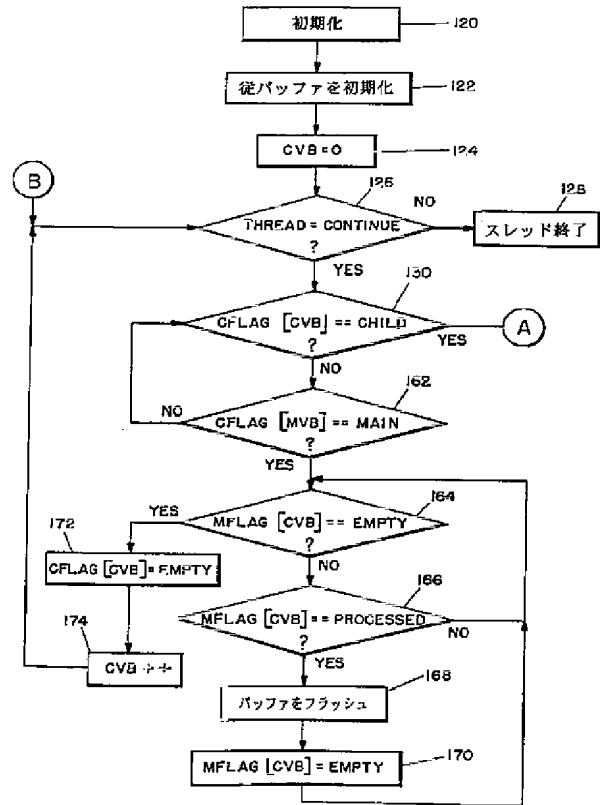 初期化
120
従バッファを初期化
122
CVB=0
124
B
126
THREAD = CONTINUE
?
NO
128
スレッド終了
YES
130
CFLAG [CVB] == CHILD
?
YES
A
NO
162
CFLAG [MVB] == MAIN
?
NO
YES
164
MFLAG [CVB] == EMPTY
?
YES
172
CFLAG [CVB]=EMPTY
NO
166
MFLAG [CVB] == PROCESSED
?
NO
174
CVB ++
YES
168
バッファをフラッシュ
MFLAG [CVB] = EMPTY
170